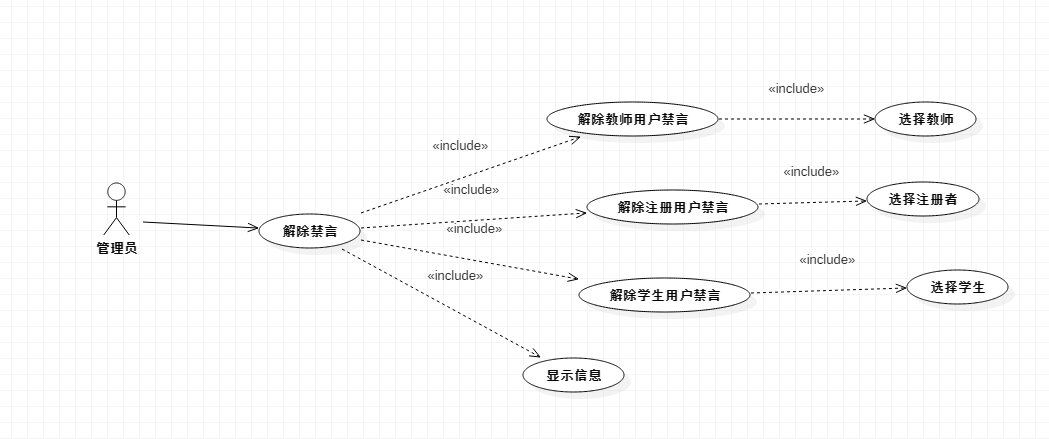 «include»
解除教师用户禁言
选择教师
«include»
«include»
«include»
选择注册者
解除注册用户禁言
管理员
解除禁言
«include»
«include»
«include»
解除学生用户禁言
选择学生
显示信息